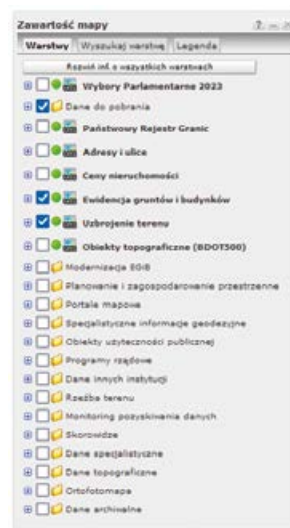 Zawartość mapy
Warstwy Wyszukaj warstwę Legenda
Rozwiń inf. o wszystkich warstwach
Wybory Parlamentarne 2023
Dane do pobrania
Państwowy Rejestr Granic
Adresy i ulice
Ceny nieruchomości
Ewidencja gruntów i budynków
Uzbrojenie terenu
Obiekty topograficzne (BDOT500)
Modernizacja EGiB
Planowanie i zagospodarowanie przestrzenne
Portale mapowe
Specjalistyczne informacje geodezyjne
Obiekty użyteczności publicznej
Programy rządowe
Dane innych instytucji
Rzeźba terenu
Monitoring pozyskiwania danych
Skorowidze
Dane specjalistyczne
Dane topograficzne
Ortofotomapa
Dane archiwalne